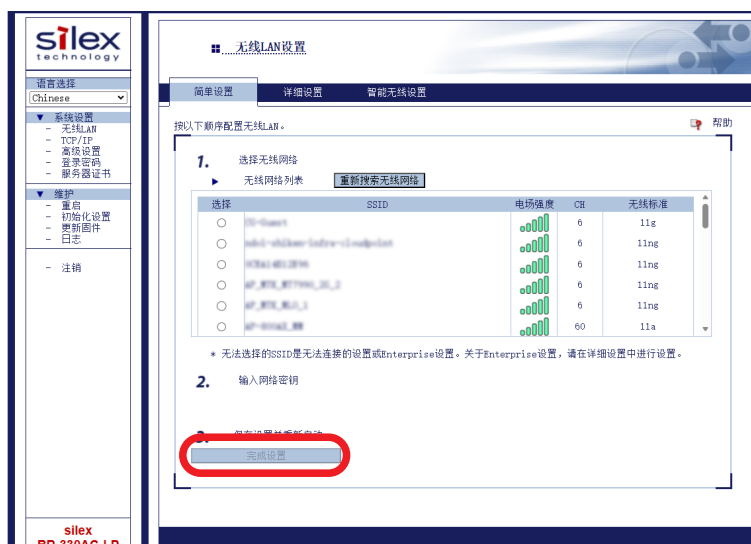 silex
technology
语言选择
Chinese
▼ 系统设置
- 无线LAN
- TCP/IP
- 高级设置
- 登录密码
- 服务器证书
▼ 维护
- 重启
- 初始化设置
- 更新固件
- 日志
- 注销
silex
无线LAN设置
简单设置 详细设置 智能无线设置
按以下顺序配置无线LAN。 帮助
1. 选择无线网络
无线网络列表 重新搜索无线网络
选择 SSID 电场强度 CH 无线标准
6 11g
6 11ng
6 11ng
6 11ng
6 11ng
60 11a
* 无法选择的SSID是无法连接的设置或Enterprise设置。关于Enterprise设置，请在详细设置中进行设置。
2. 输入网络密钥
3. 保存设置并重新启动
完成设置